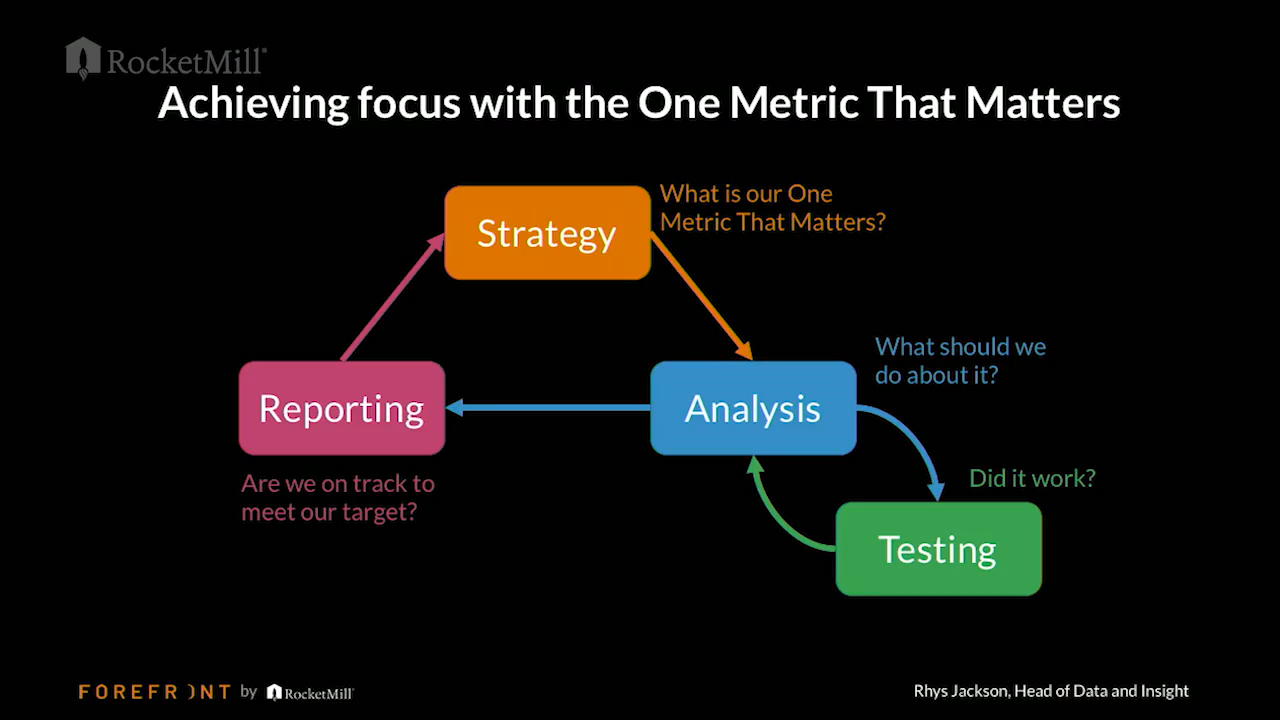 RocketMill®
Achieving focus with the One Metric That Matters
Strategy
What is our One
Metric That Matters?
What should we
do about it?
Reporting
Analysis
Are we on track to
meet our target?
Did it work?
Testing
FOREFRONT by RocketMill
Rhys Jackson, Head of Data and Insight